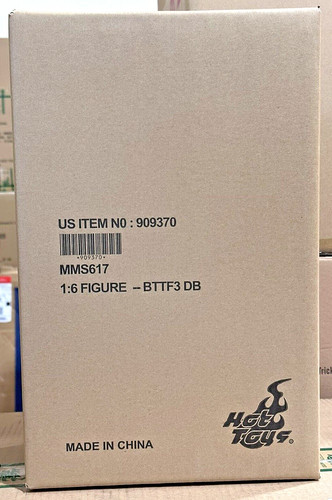 US ITEM N0 : 909370
*909370*
MMS617
1:6 FIGURE -- BTTF3 DB
Hot
Toys
MADE IN CHINA